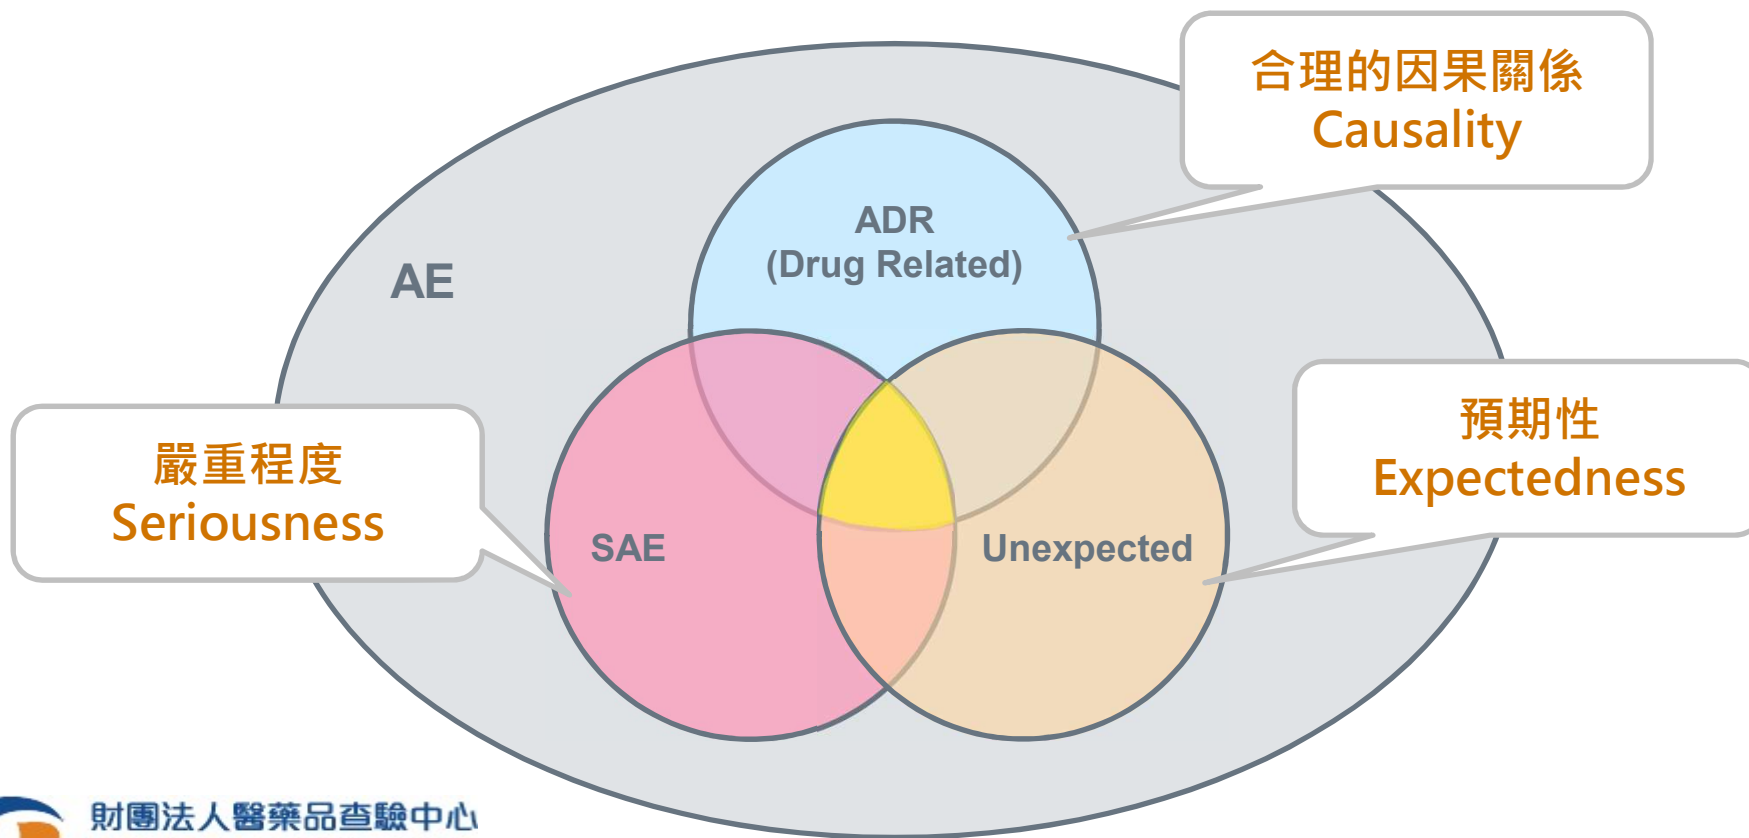 合理的因果關係
Causality
ADR
(Drug Related)
AE
預期性
Expectedness
嚴重程度
Seriousness
SAE
Unexpected
財團法人醫藥品查驗中心